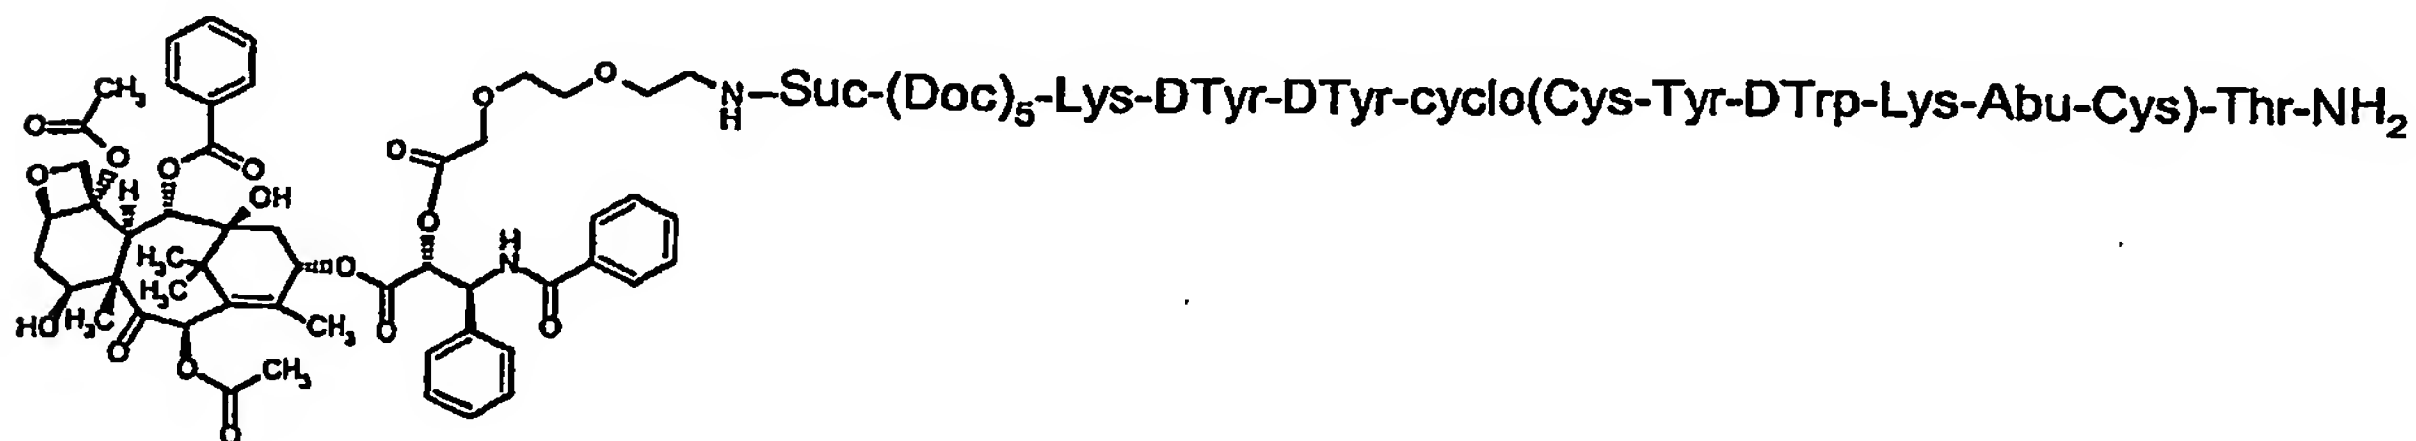 CH3
O
O
O
O
O
O
O
N
H
–Suc-(Doc)5-Lys-DTyr-DTyr-cyclo(Cys-Tyr-DTrp-Lys-Abu-Cys)-Thr-NH2
O
O
H
OH
O
H3C
H3C
O
H
N
O
O
HO
H3C
O
CH3
O
CH3
O